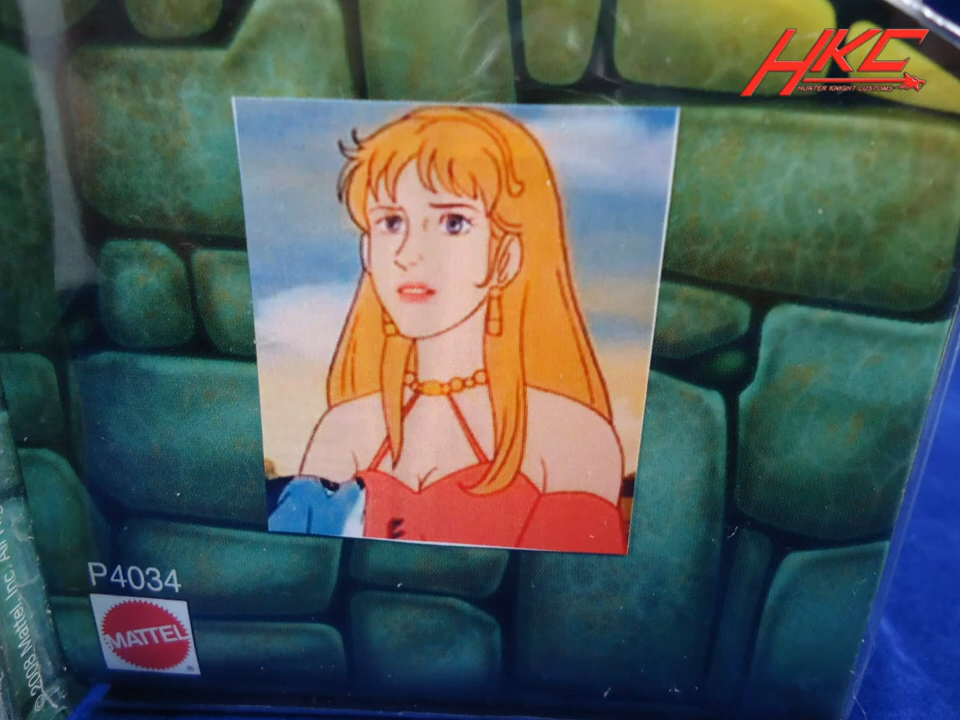 HKC
HUNTER KNIGHT CUSTOMS
P4034
MATTEL
®
©2008 Mattel, Inc. All